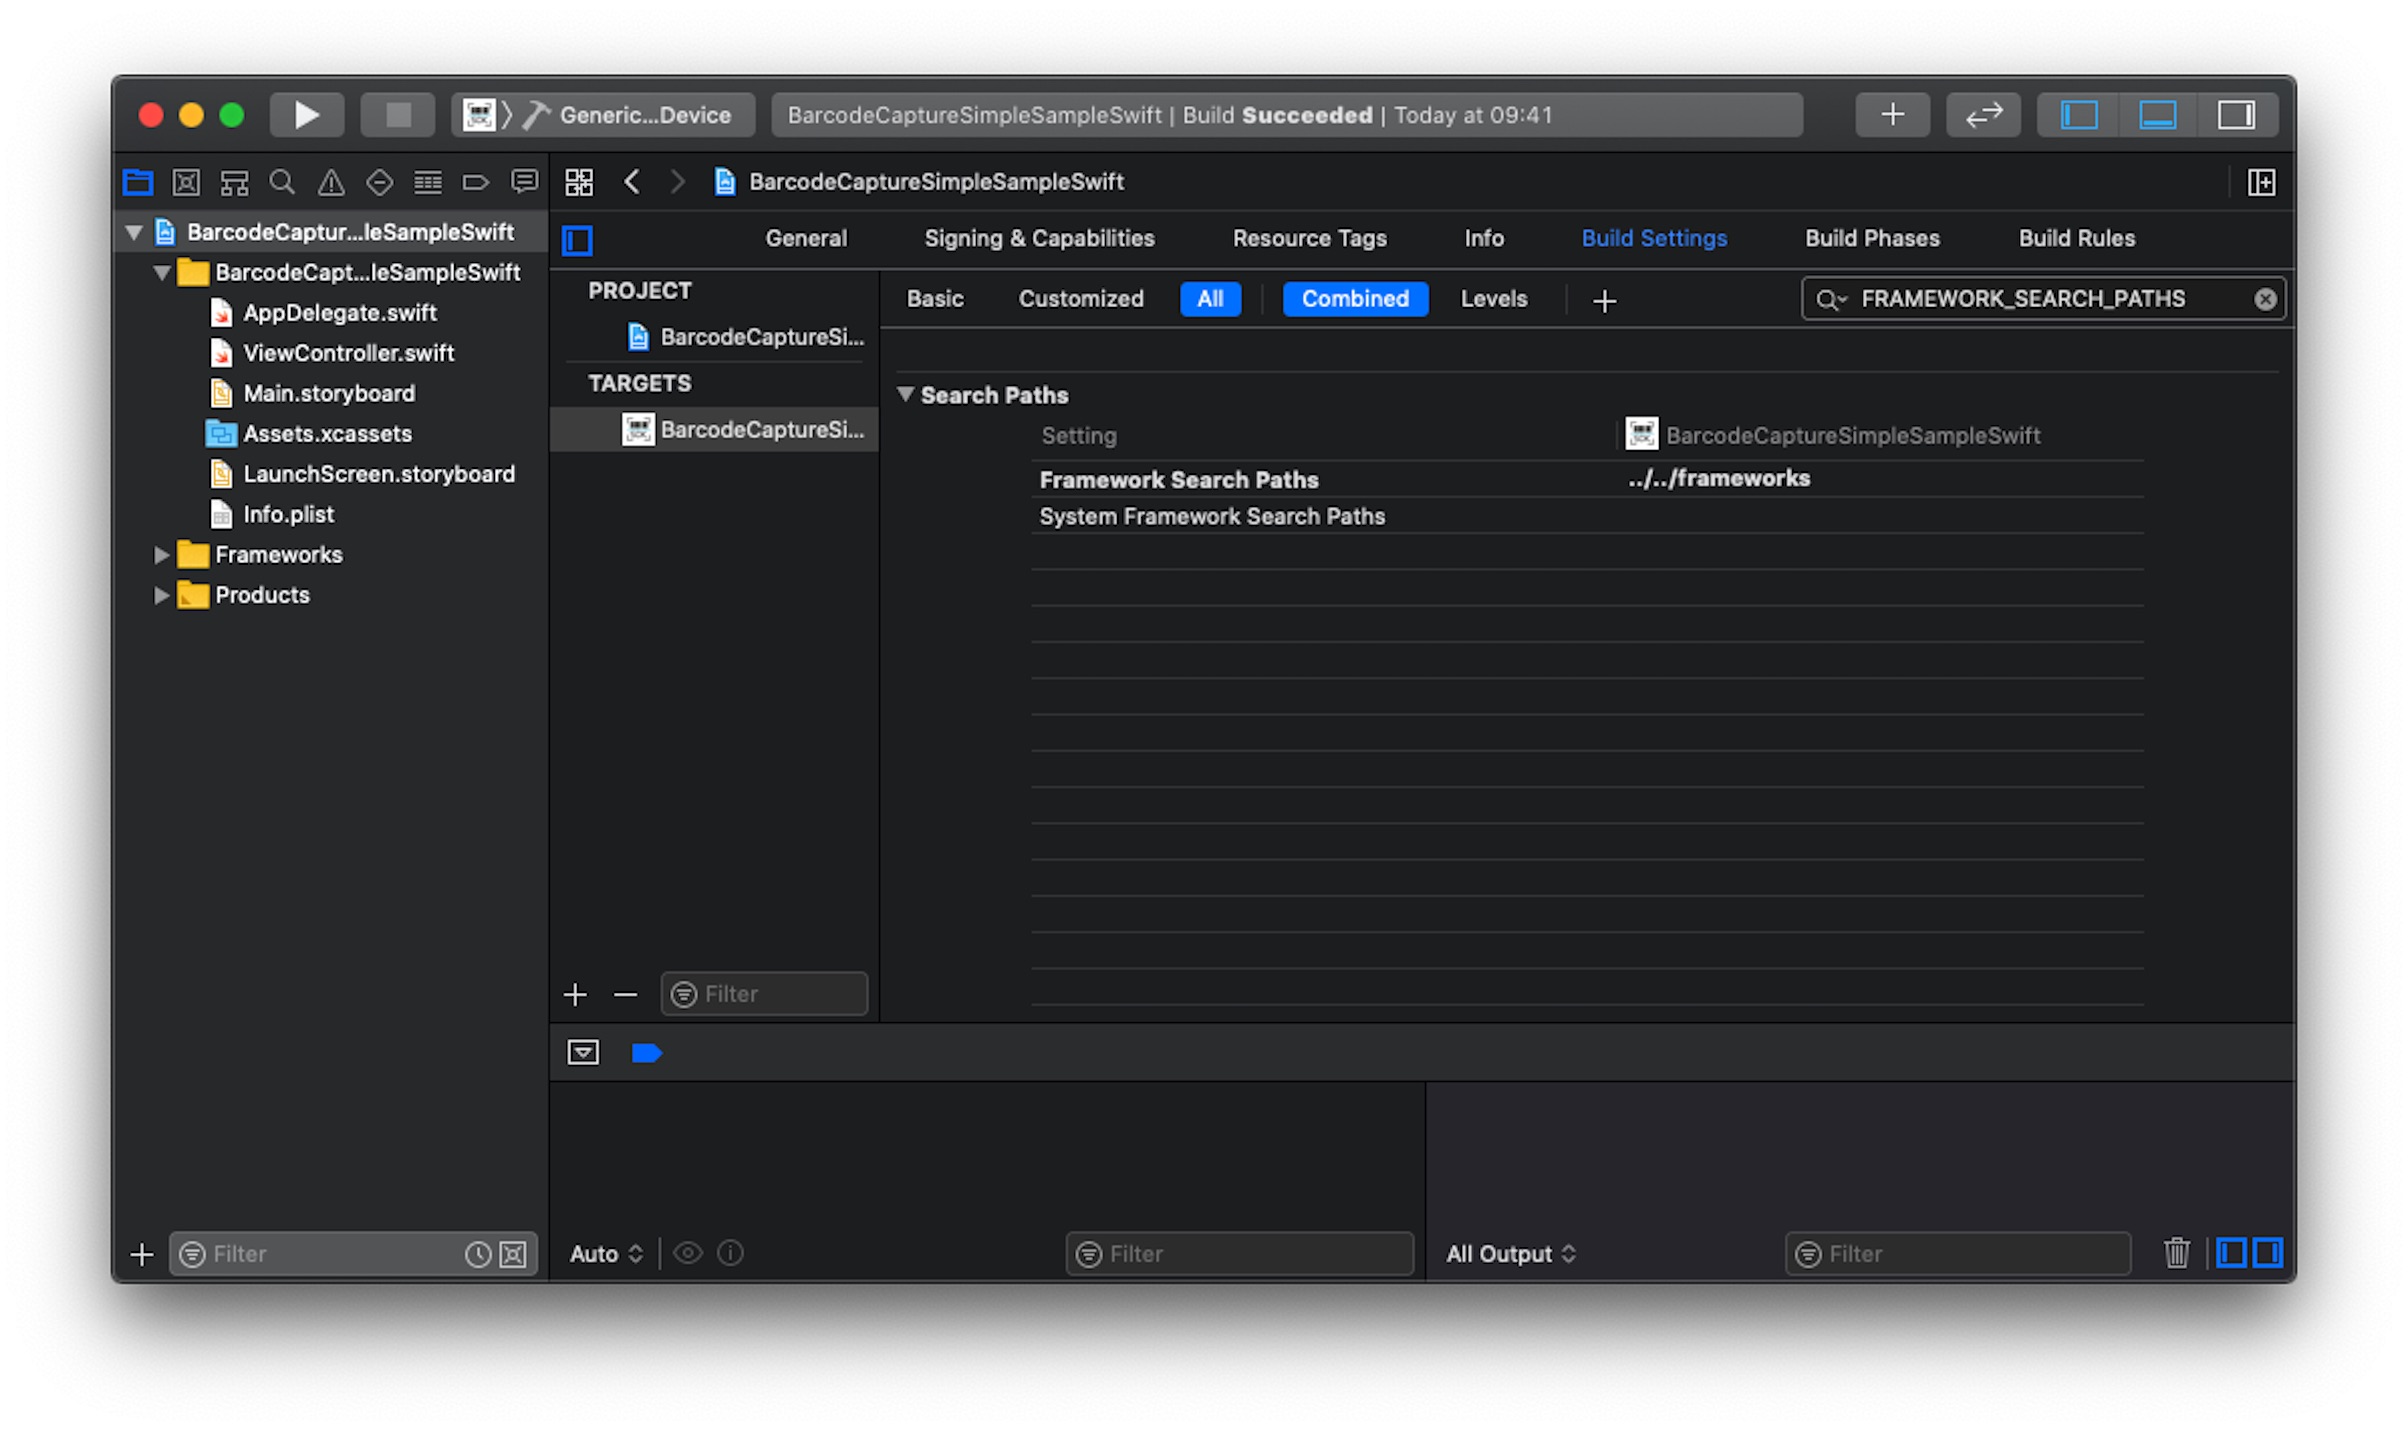 Generic...Device
BarcodeCaptureSimpleSampleSwift | Build Succeeded | Today at 09:41
BarcodeCaptureSimpleSampleSwift
BarcodeCaptur...leSampleSwift
BarcodeCapt...leSampleSwift
AppDelegate.swift
ViewController.swift
Main.storyboard
Assets.xcassets
LaunchScreen.storyboard
Info.plist
Frameworks
Products
Filter
General Signing & Capabilities Resource Tags Info Build Settings Build Phases Build Rules
PROJECT
BarcodeCaptureSi...
TARGETS
BarcodeCaptureSi...
Filter
Basic Customized All Combined Levels FRAMEWORK_SEARCH_PATHS
Search Paths
Setting BarcodeCaptureSimpleSampleSwift
Framework Search Paths ../../frameworks
System Framework Search Paths
Auto Filter
All Output Filter